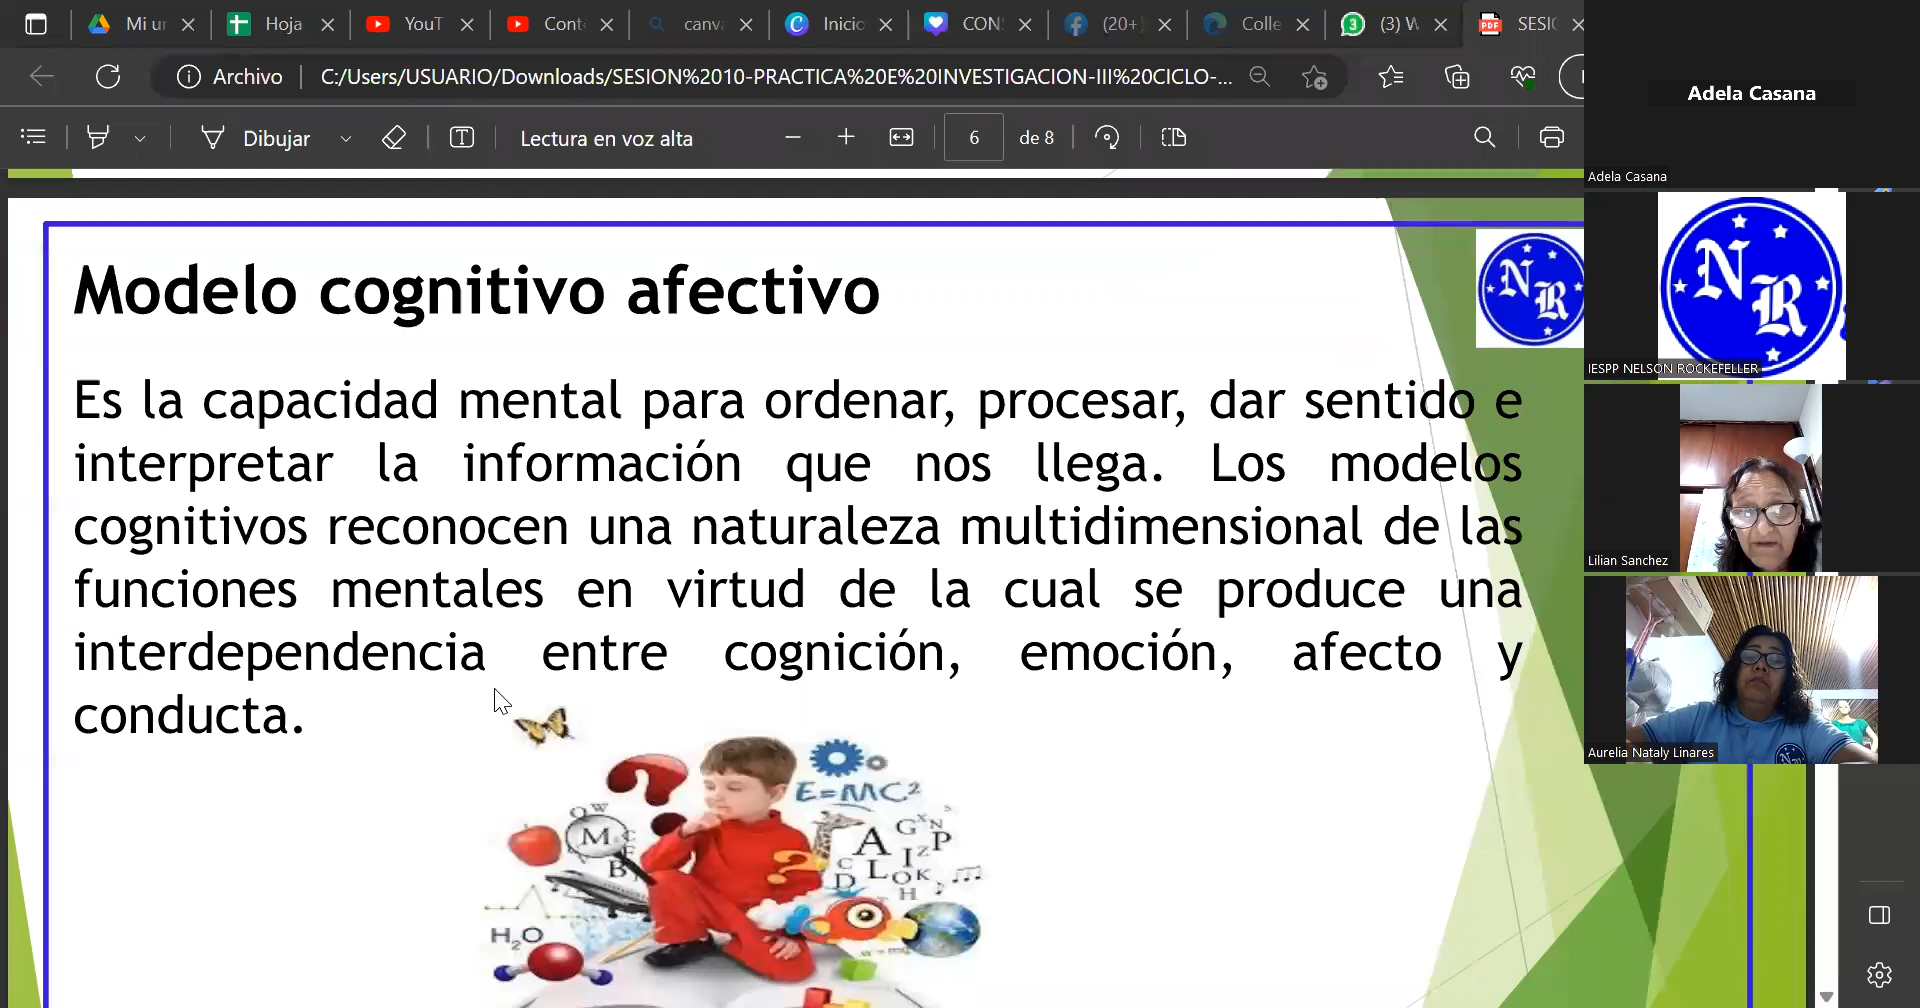 Mi ur
Hoja
YouT
Cont
canv
Inicio
CON
(20+)
Colle
(3) W
PDF
SESIC
Archivo
C:/Users/USUARIO/Downloads/SESION%2010-PRACTICA%20E%20INVESTIGACION-III%20CICLO-...
Dibujar
Lectura en voz alta
6
de 8
Adela Casana
Adela Casana
N R
IESPP NELSON ROCKEFELLER
Lilian Sanchez
Aurelia Nataly Linares
N R
Modelo cognitivo afectivo
Es la capacidad mental para ordenar, procesar, dar sentido e
interpretar la información que nos llega. Los modelos
cognitivos reconocen una naturaleza multidimensional de las
funciones mentales en virtud de la cual se produce una
interdependencia entre cognición, emoción, afecto y
conducta.
E=MC²
H₂O